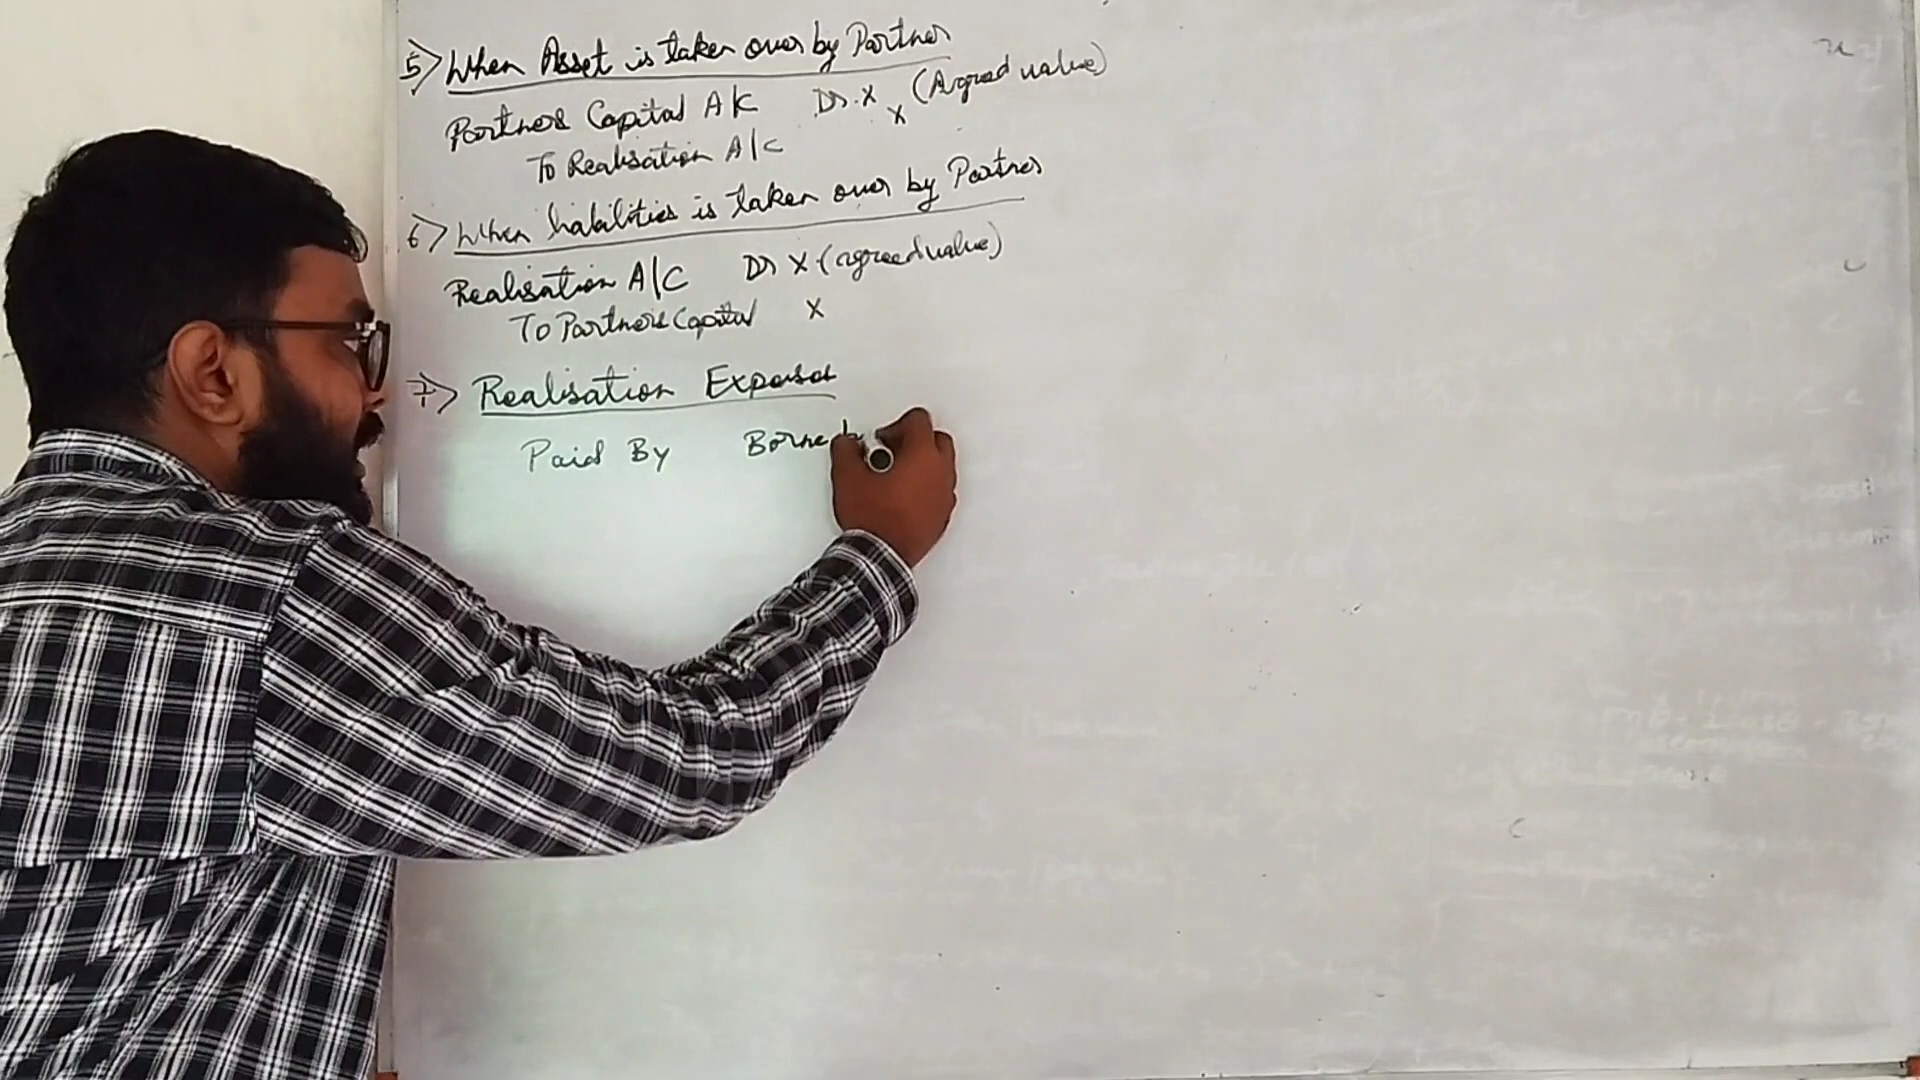 5) When Asset is taken over by Partner
Partners Capital A/C Dr. X (Agreed value)
To Realisation A/C X
6) When liabilities is taken over by Partner
Realisation A/C Dr X (agreed value)
To Partners Capital X
7) Realisation Expense
Paid By Borne b